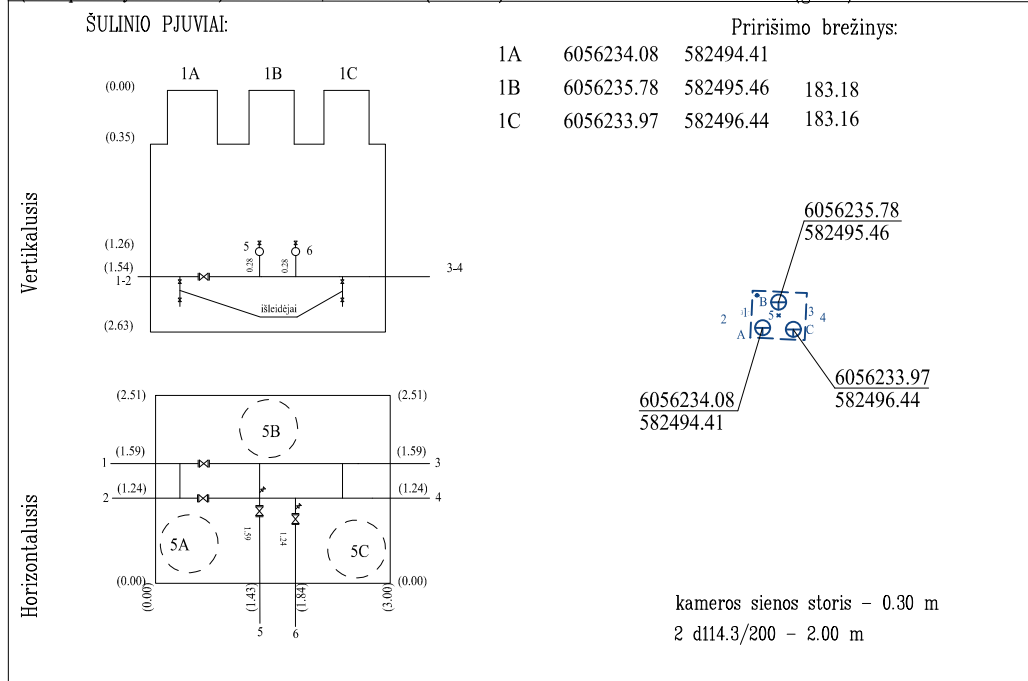 ŠULINIO PJUVIAI:
Pririšimo brežinys:
1A 6056234.08 582494.41
1B 6056235.78 582495.46 183.18
1C 6056233.97 582496.44 183.16
Vertikalusis
1A 1B 1C
(0.00)
(0.35)
(1.26)
5
6
0.28
0.28
(1.54)
1-2
3-4
išleidėjai
(2.63)
6056235.78
582495.46
B
2
5
3
4
A
C
6056233.97
582496.44
6056234.08
582494.41
Horizontalusis
(2.51)
(2.51)
5B
1 (1.59)
(1.59) 3
2 (1.24)
(1.24) 4
1.59
1.24
5A
5C
(0.00)
(0.00)
(0.00)
(1.43)
(1.84)
(3.00)
5
6
kameros sienos storis – 0.30 m
2 d114.3/200 – 2.00 m